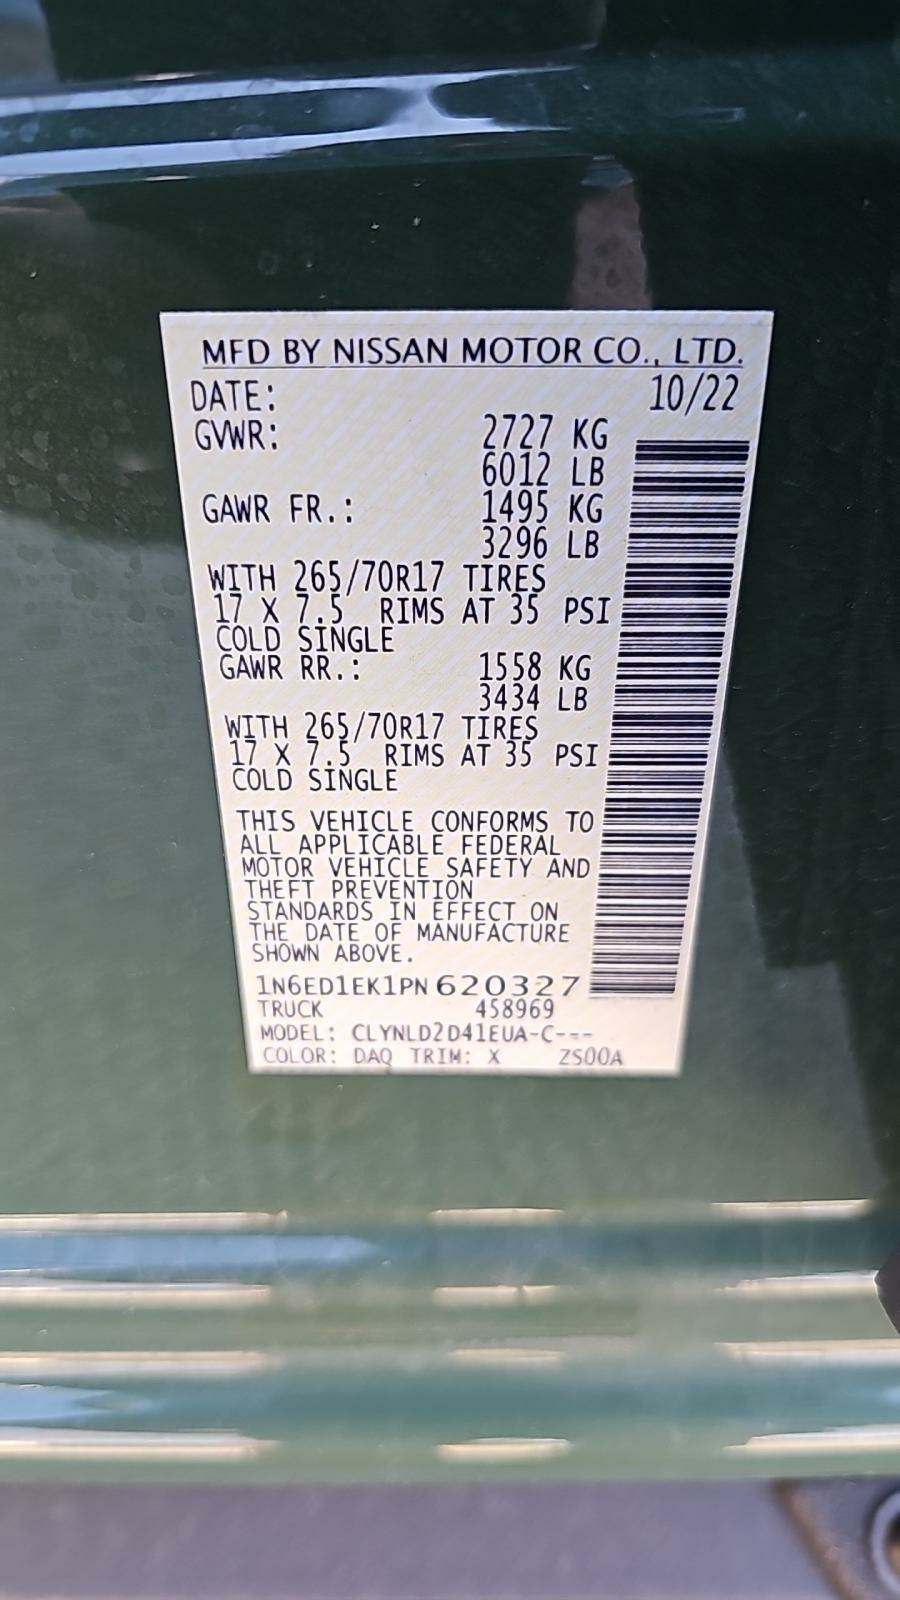 MFD BY NISSAN MOTOR CO., LTD.
DATE: 10/22
GVWR: 2727 KG
6012 LB
GAWR FR.: 1495 KG
3296 LB
WITH 265/70R17 TIRES
17 X 7.5 RIMS AT 35 PSI
COLD SINGLE
GAWR RR.: 1558 KG
3434 LB
WITH 265/70R17 TIRES
17 X 7.5 RIMS AT 35 PSI
COLD SINGLE
THIS VEHICLE CONFORMS TO
ALL APPLICABLE FEDERAL
MOTOR VEHICLE SAFETY AND
THEFT PREVENTION
STANDARDS IN EFFECT ON
THE DATE OF MANUFACTURE
SHOWN ABOVE.
1N6ED1EK1PN620327
TRUCK 458969
MODEL: CLYNLD2D41EUA-C---
COLOR: DAQ TRIM: X ZS00A